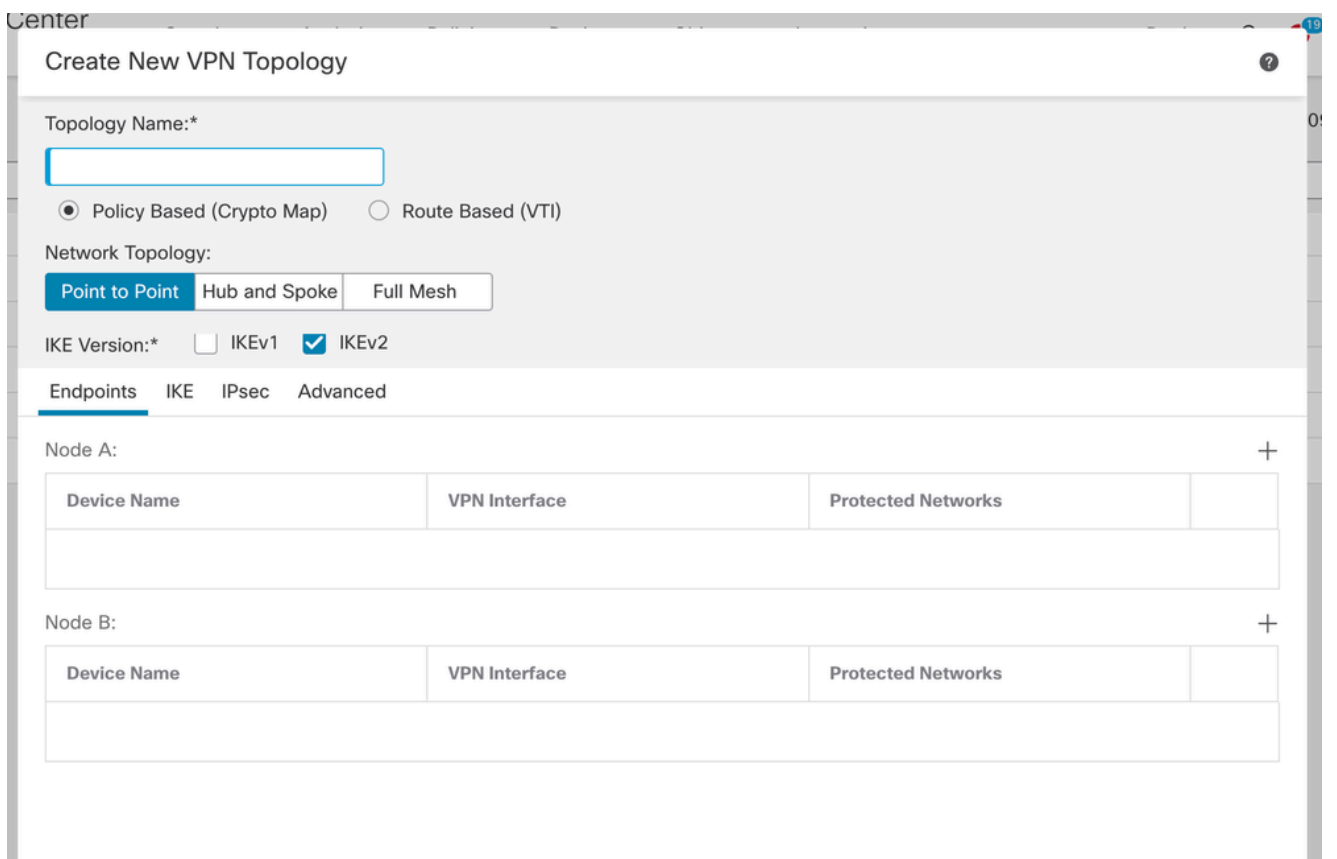 Center
19
Create New VPN Topology
?
Topology Name:*
Policy Based (Crypto Map) Route Based (VTI)
Network Topology:
Point to Point Hub and Spoke Full Mesh
IKE Version:* IKEv1 IKEv2
Endpoints IKE IPsec Advanced
Node A:
Device Name VPN Interface Protected Networks
Node B:
Device Name VPN Interface Protected Networks